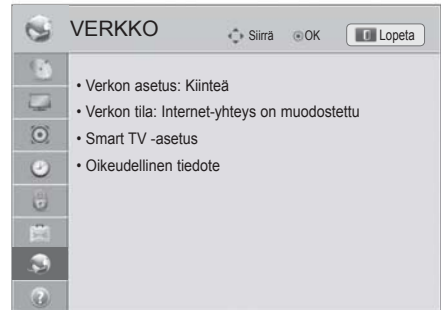 VERKKO
Siirrä OK Lopeta
• Verkon asetus: Kiinteä
• Verkon tila: Internet-yhteys on muodostettu
• Smart TV -asetus
• Oikeudellinen tiedote